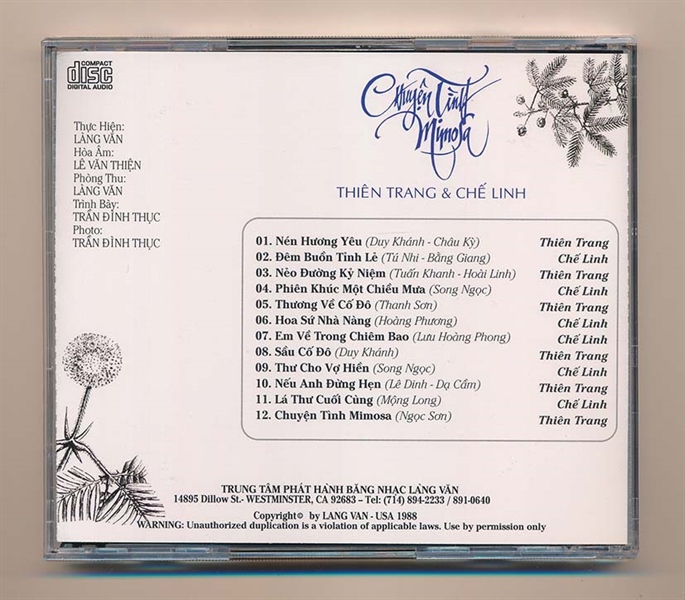 COMPACT
disc
DIGITAL AUDIO
Chuyện Tình
Mimosa
THIÊN TRANG & CHẾ LINH
Thực Hiện:
LÀNG VĂN
Hòa Âm:
LÊ VĂN THIỆN
Phòng Thu:
LÀNG VĂN
Trình Bày:
TRẦN ĐÌNH THỤC
Photo:
TRẦN ĐÌNH THỤC
01. Nén Hương Yêu (Duy Khánh - Châu Kỳ) Thiên Trang
02. Đêm Buồn Tỉnh Lẻ (Tú Nhi - Bằng Giang) Chế Linh
03. Nẻo Đường Kỷ Niệm (Tuấn Khanh - Hoài Linh) Thiên Trang
04. Phiên Khúc Một Chiều Mưa (Song Ngọc) Chế Linh
05. Thương Về Cố Đô (Thanh Sơn) Thiên Trang
06. Hoa Sứ Nhà Nàng (Hoàng Phương) Chế Linh
07. Em Về Trong Chiêm Bao (Lưu Hoàng Phong) Chế Linh
08. Sầu Cố Đô (Duy Khánh) Thiên Trang
09. Thư Cho Vợ Hiền (Song Ngọc) Chế Linh
10. Nếu Anh Đừng Hẹn (Lê Dinh - Dạ Cầm) Thiên Trang
11. Lá Thư Cuối Cùng (Mộng Long) Chế Linh
12. Chuyện Tình Mimosa (Ngọc Sơn) Thiên Trang
TRUNG TÂM PHÁT HÀNH BĂNG NHẠC LÀNG VĂN
14895 Dillow St.- WESTMINSTER, CA 92683 – Tel: (714) 894-2233 / 891-0640
Copyright© by LANG VAN - USA 1988
WARNING: Unauthorized duplication is a violation of applicable laws. Use by permission only